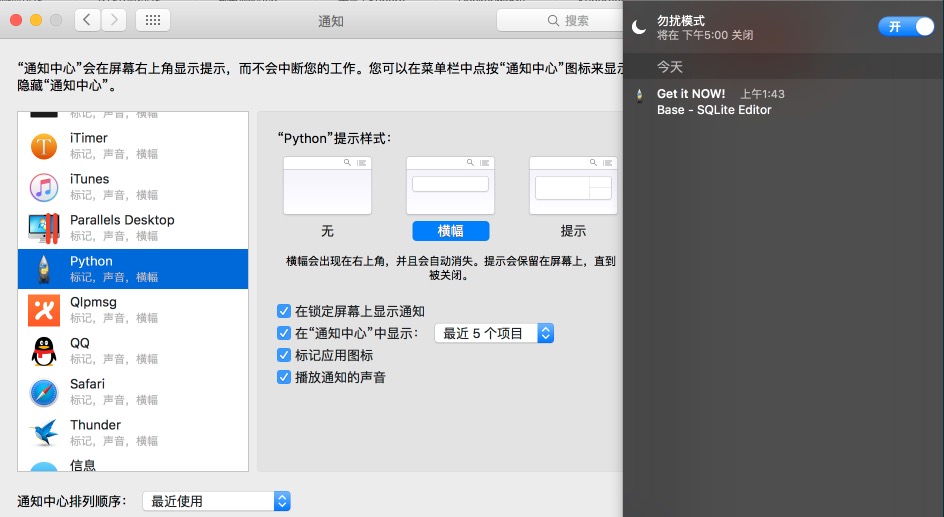 通知
搜索
“通知中心”会在屏幕右上角显示提示，而不会中断您的工作。您可以在菜单栏中点按“通知中心”图标来显示
隐藏“通知中心”。
标记，声音，横幅
iTimer
标记，声音，横幅
iTunes
标记，声音，横幅
Parallels Desktop
标记，声音，横幅
Python
标记，声音，横幅
Qlpmsg
标记，声音，横幅
QQ
标记，声音，横幅
Safari
标记，声音，横幅
Thunder
标记，声音，横幅
信息
通知中心排列顺序：
最近使用
“Python”提示样式：
无
横幅
提示
横幅会出现在右上角，并且会自动消失。提示会保留在屏幕上，直到
被关闭。
在锁定屏幕上显示通知
在“通知中心”中显示：
最近 5 个项目
标记应用图标
播放通知的声音
勿扰模式
将在 下午5:00 关闭
开
今天
Get it NOW! 上午1:43
Base - SQLite Editor